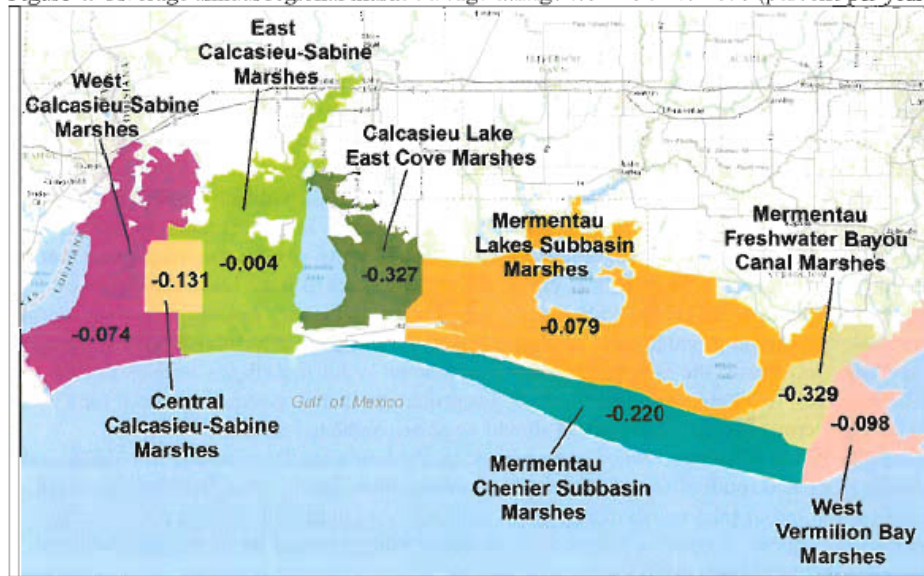 East
Calcasieu-Sabine
Marshes
West
Calcasieu-Sabine
Marshes
Calcasieu Lake
East Cove Marshes
Mermentau
Lakes Subbasin
Marshes
Mermentau
Freshwater Bayou
Canal Marshes
-0.131
-0.004
-0.327
-0.074
-0.079
-0.329
-0.098
-0.220
Gulf of Mexico
Central
Calcasieu-Sabine
Marshes
Mermentau
Chenier Subbasin
Marshes
West
Vermilion Bay
Marshes